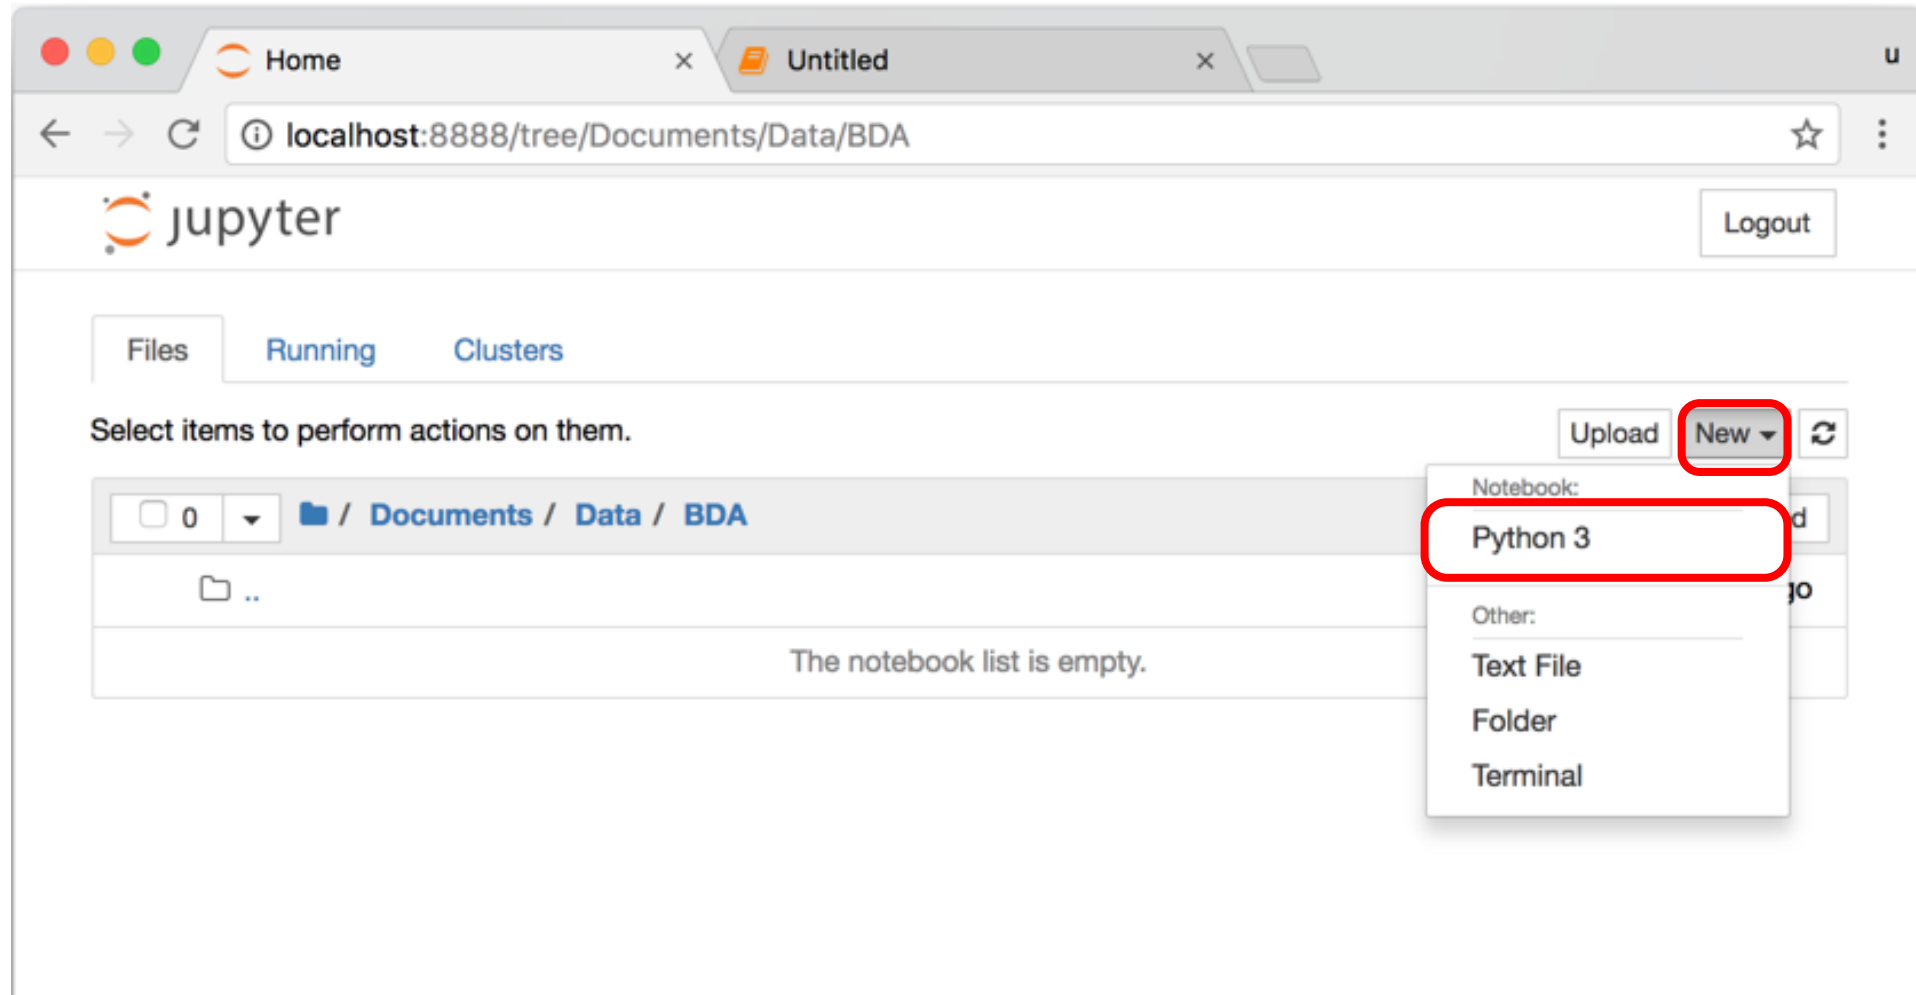 Home
Untitled
u
localhost:8888/tree/Documents/Data/BDA
jupyter
Logout
Files Running Clusters
Select items to perform actions on them.
Upload New
Notebook:
0 / Documents / Data / BDA
Python 3
..
Other:
The notebook list is empty.
Text File
Folder
Terminal